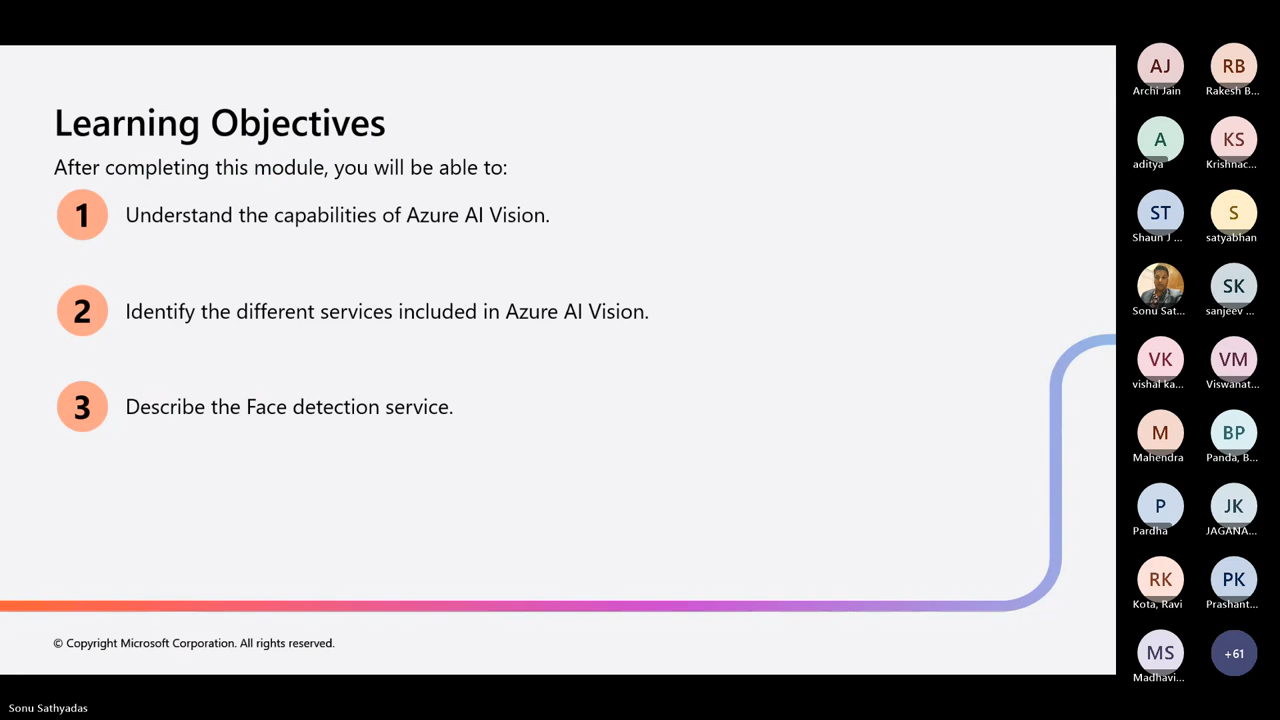 Learning Objectives
After completing this module, you will be able to:
1 Understand the capabilities of Azure AI Vision.
2 Identify the different services included in Azure AI Vision.
3 Describe the Face detection service.
© Copyright Microsoft Corporation. All rights reserved.
AJ RB
Archi Jain Rakesh B...
A KS
aditya Krishnac...
ST S
Shaun J ... satyabhan
SK
Sonu Sat... sanjeev ...
VK VM
vishal ka... Viswanat...
M BP
Mahendra Panda, B...
P JK
Pardha JAGANA...
RK PK
Kota, Ravi Prashant...
MS +61
Madhavi...
Sonu Sathyadas